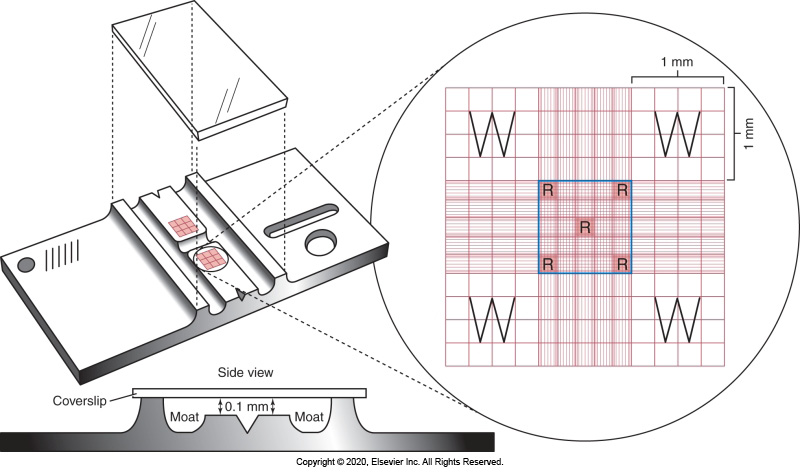 1 mm
1 mm
W W
R R
R
R R
W W
Side view
Coverslip
Moat 0.1 mm Moat
Copyright © 2020, Elsevier Inc. All Rights Reserved.